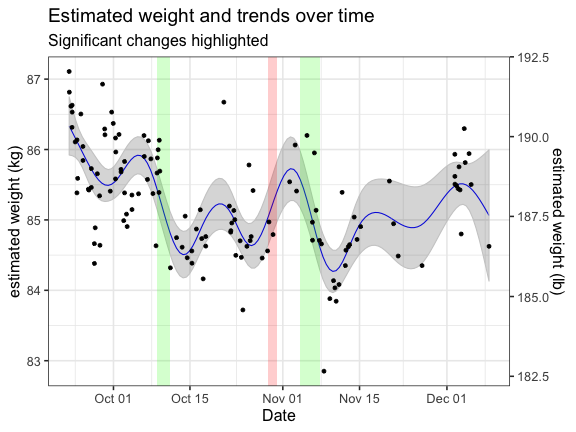 Estimated weight and trends over time
Significant changes highlighted
estimated weight (kg)
87
86
85
84
83
192.5
190.0
187.5
185.0
182.5
estimated weight (lb)
Oct 01
Oct 15
Nov 01
Nov 15
Dec 01
Date